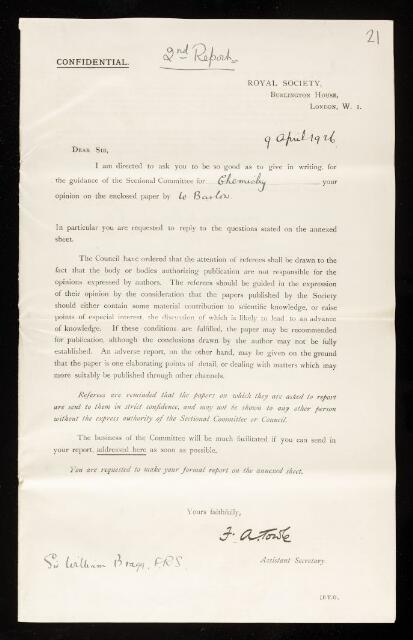 21
2nd Report
CONFIDENTIAL.
ROYAL SOCIETY,
BURLINGTON HOUSE,
LONDON, W. 1.
9 April 1926
DEAR SIR,
I am directed to ask you to be so good as to give in writing, for
the guidance of the Sectional Committee for Chemistry your
opinion on the enclosed paper by W Barlow
In particular you are requested to reply to the questions stated on the annexed
sheet.
The Council have ordered that the attention of referees shall be drawn to the
fact that the body or bodies authorizing publication are not responsible for the
opinions expressed by authors. The referees should be guided in the expression
of their opinion by the consideration that the papers published by the Society
should either contain some material contribution to scientific knowledge, or raise
points of especial interest, the discussion of which is likely to lead to an advance
of knowledge. If these conditions are fulfilled, the paper may be recommended
for publication, although the conclusions drawn by the author may not be fully
established. An adverse report, on the other hand, may be given on the ground
that the paper is one elaborating points of detail, or dealing with matters which may
more suitably be published through other channels.
Referees are reminded that the papers on which they are asked to report
are sent to them in strict confidence, and may not be shown to any other person
without the express authority of the Sectional Committee or Council.
The business of the Committee will be much facilitated if you can send in
your report, addressed here as soon as possible.
You are requested to make your formal report on the annexed sheet.
Yours faithfully,
F. A. Towle
Assistant Secretary.
Sir William Bragg, F.R.S.
[P.T.O.